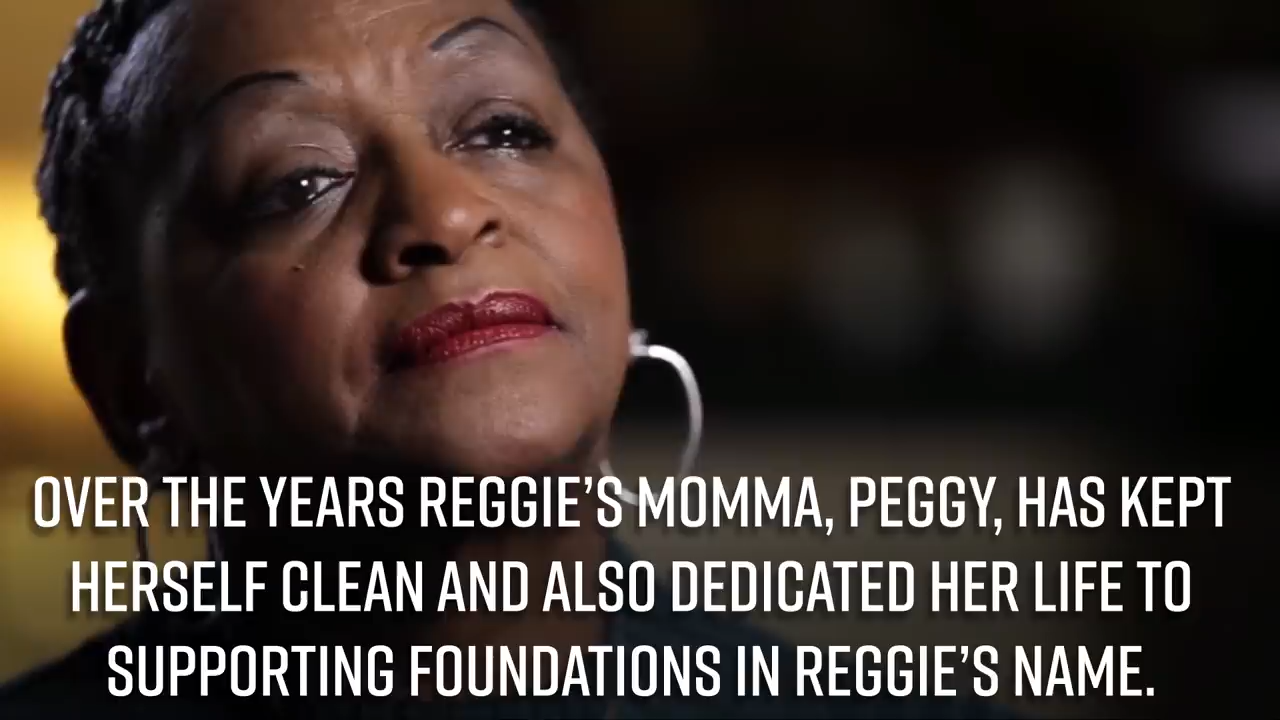 OVER THE YEARS REGGIE'S MOMMA, PEGGY, HAS KEPT
HERSELF CLEAN AND ALSO DEDICATED HER LIFE TO
SUPPORTING FOUNDATIONS IN REGGIE'S NAME.